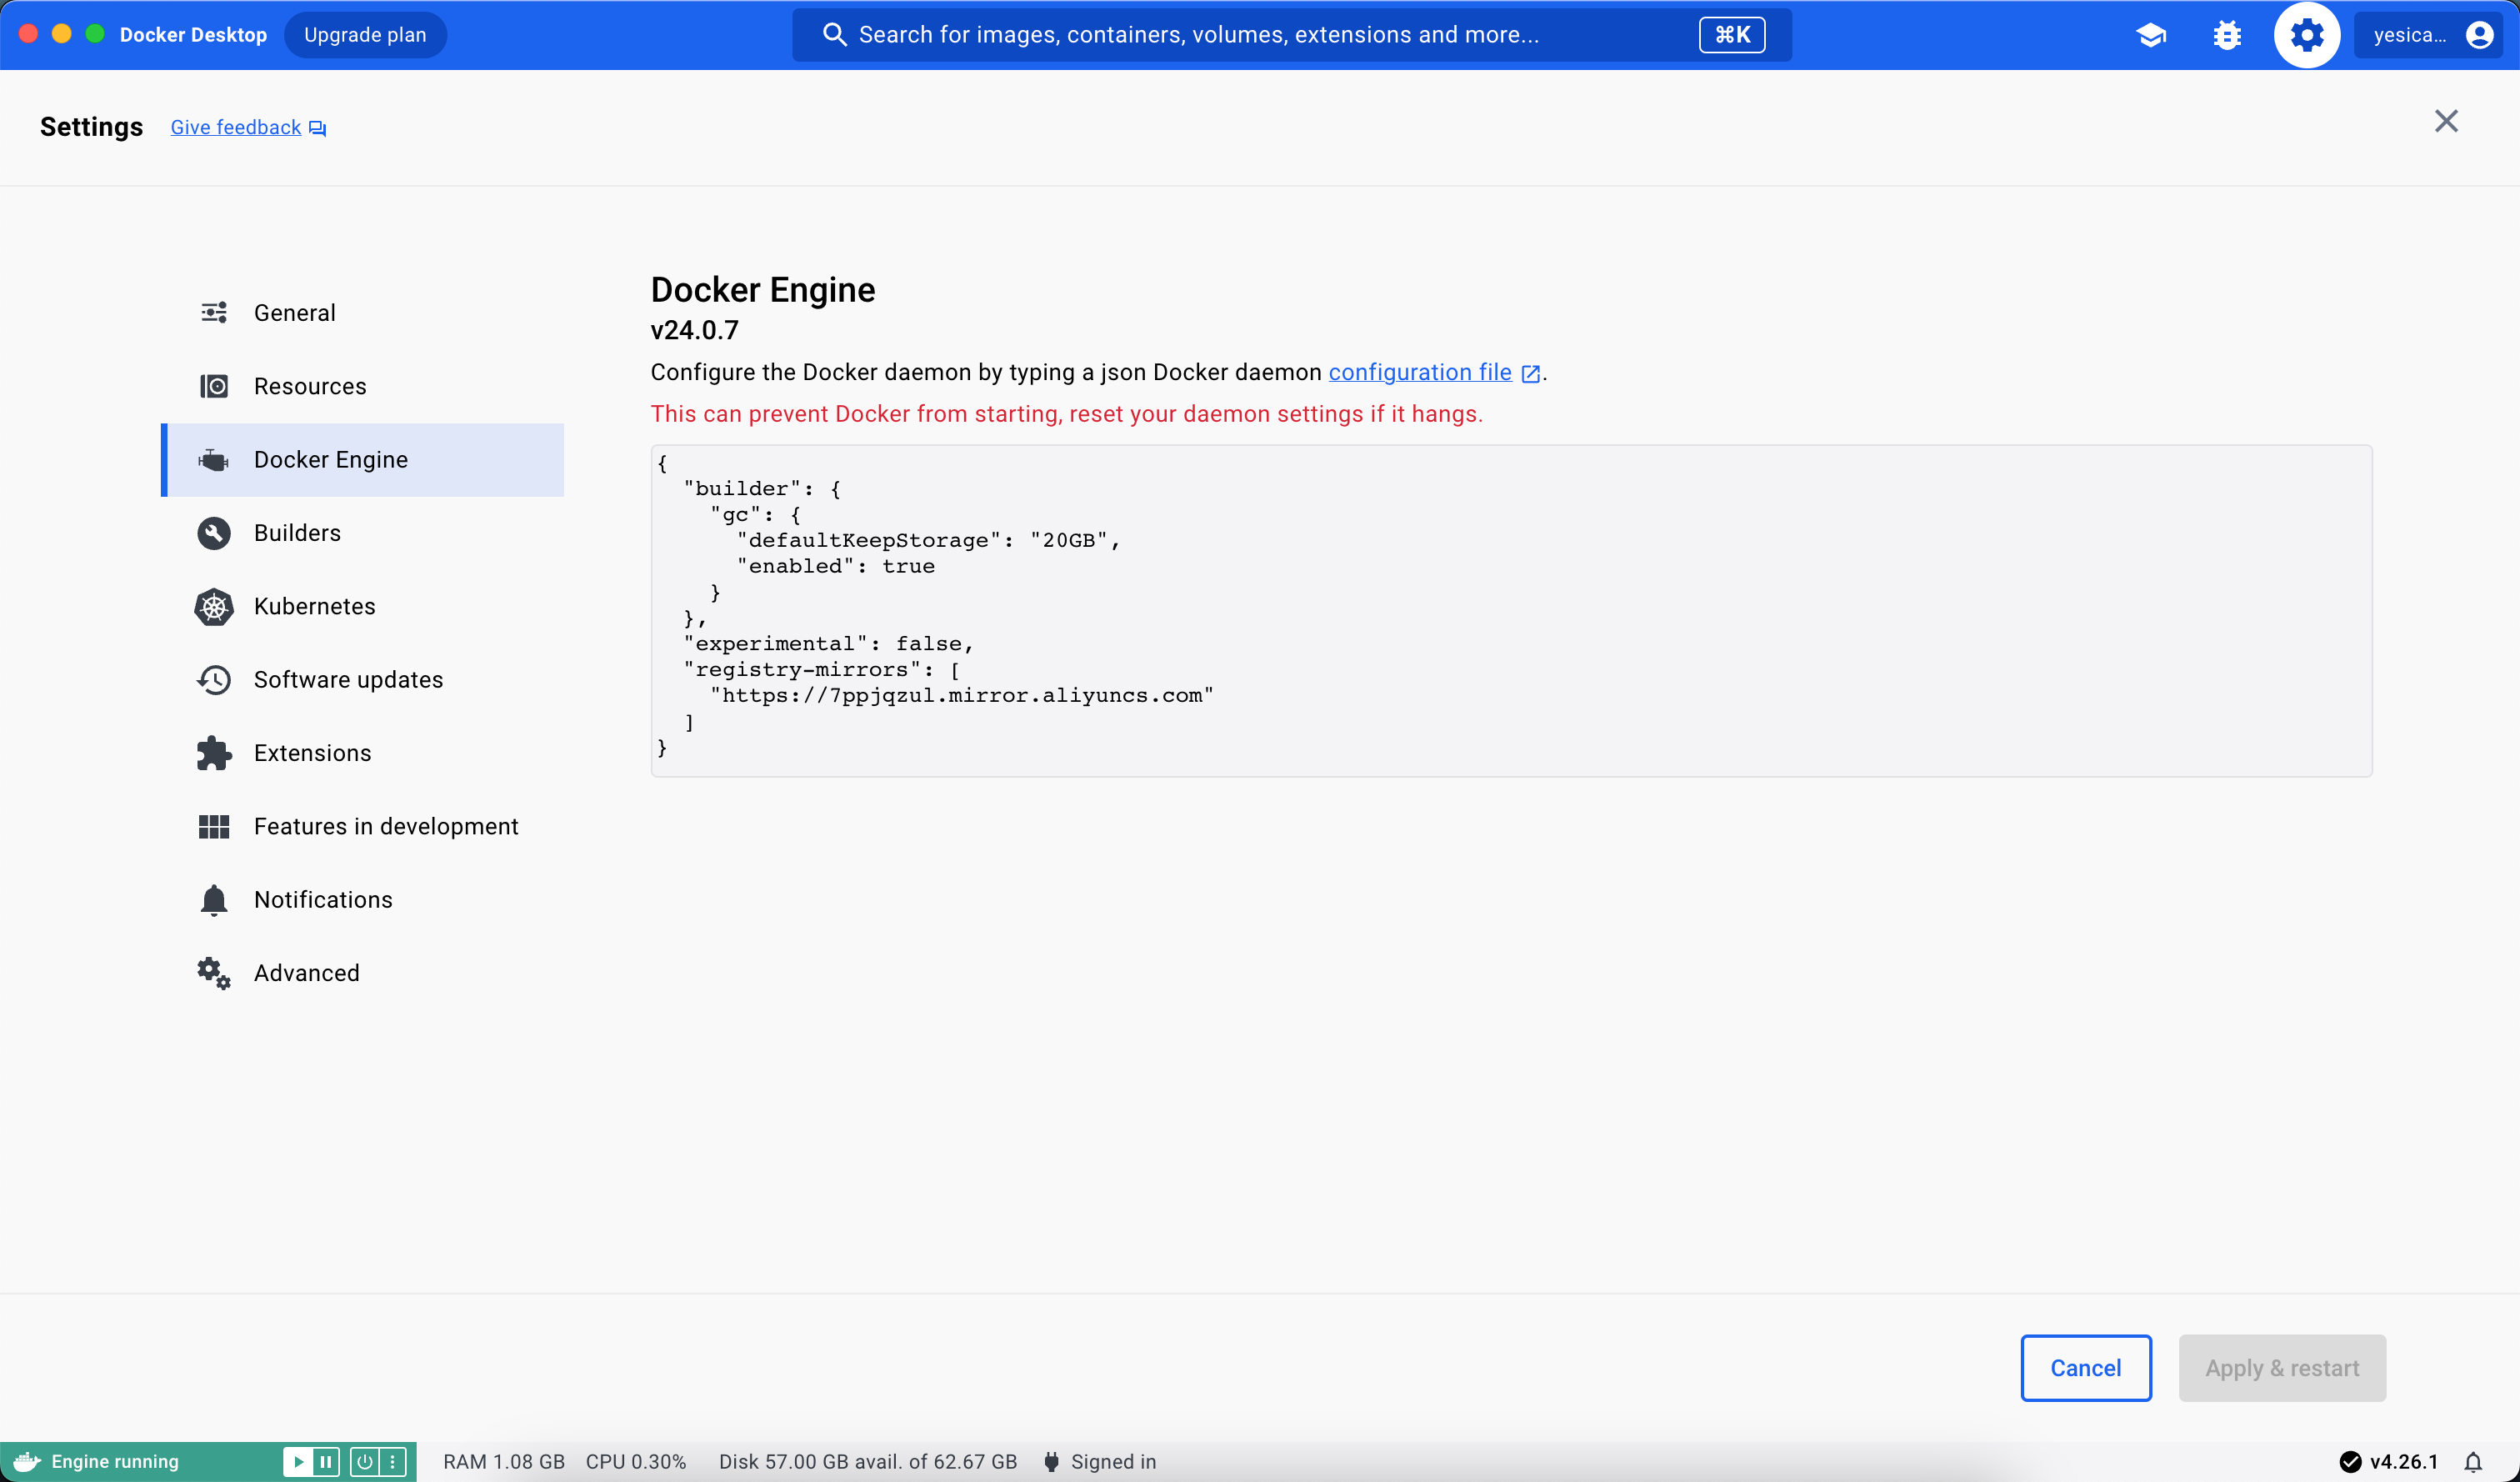 Docker Desktop Upgrade plan Search for images, containers, volumes, extensions and more... ⌘K yesica...
Settings Give feedback
General
Resources
Docker Engine
Builders
Kubernetes
Software updates
Extensions
Features in development
Notifications
Advanced
Docker Engine
v24.0.7
Configure the Docker daemon by typing a json Docker daemon configuration file.
This can prevent Docker from starting, reset your daemon settings if it hangs.
{
  "builder": {
    "gc": {
      "defaultKeepStorage": "20GB",
      "enabled": true
    }
  },
  "experimental": false,
  "registry-mirrors": [
    "https://7ppjqzul.mirror.aliyuncs.com"
  ]
}
Cancel Apply & restart
Engine running RAM 1.08 GB CPU 0.30% Disk 57.00 GB avail. of 62.67 GB Signed in v4.26.1